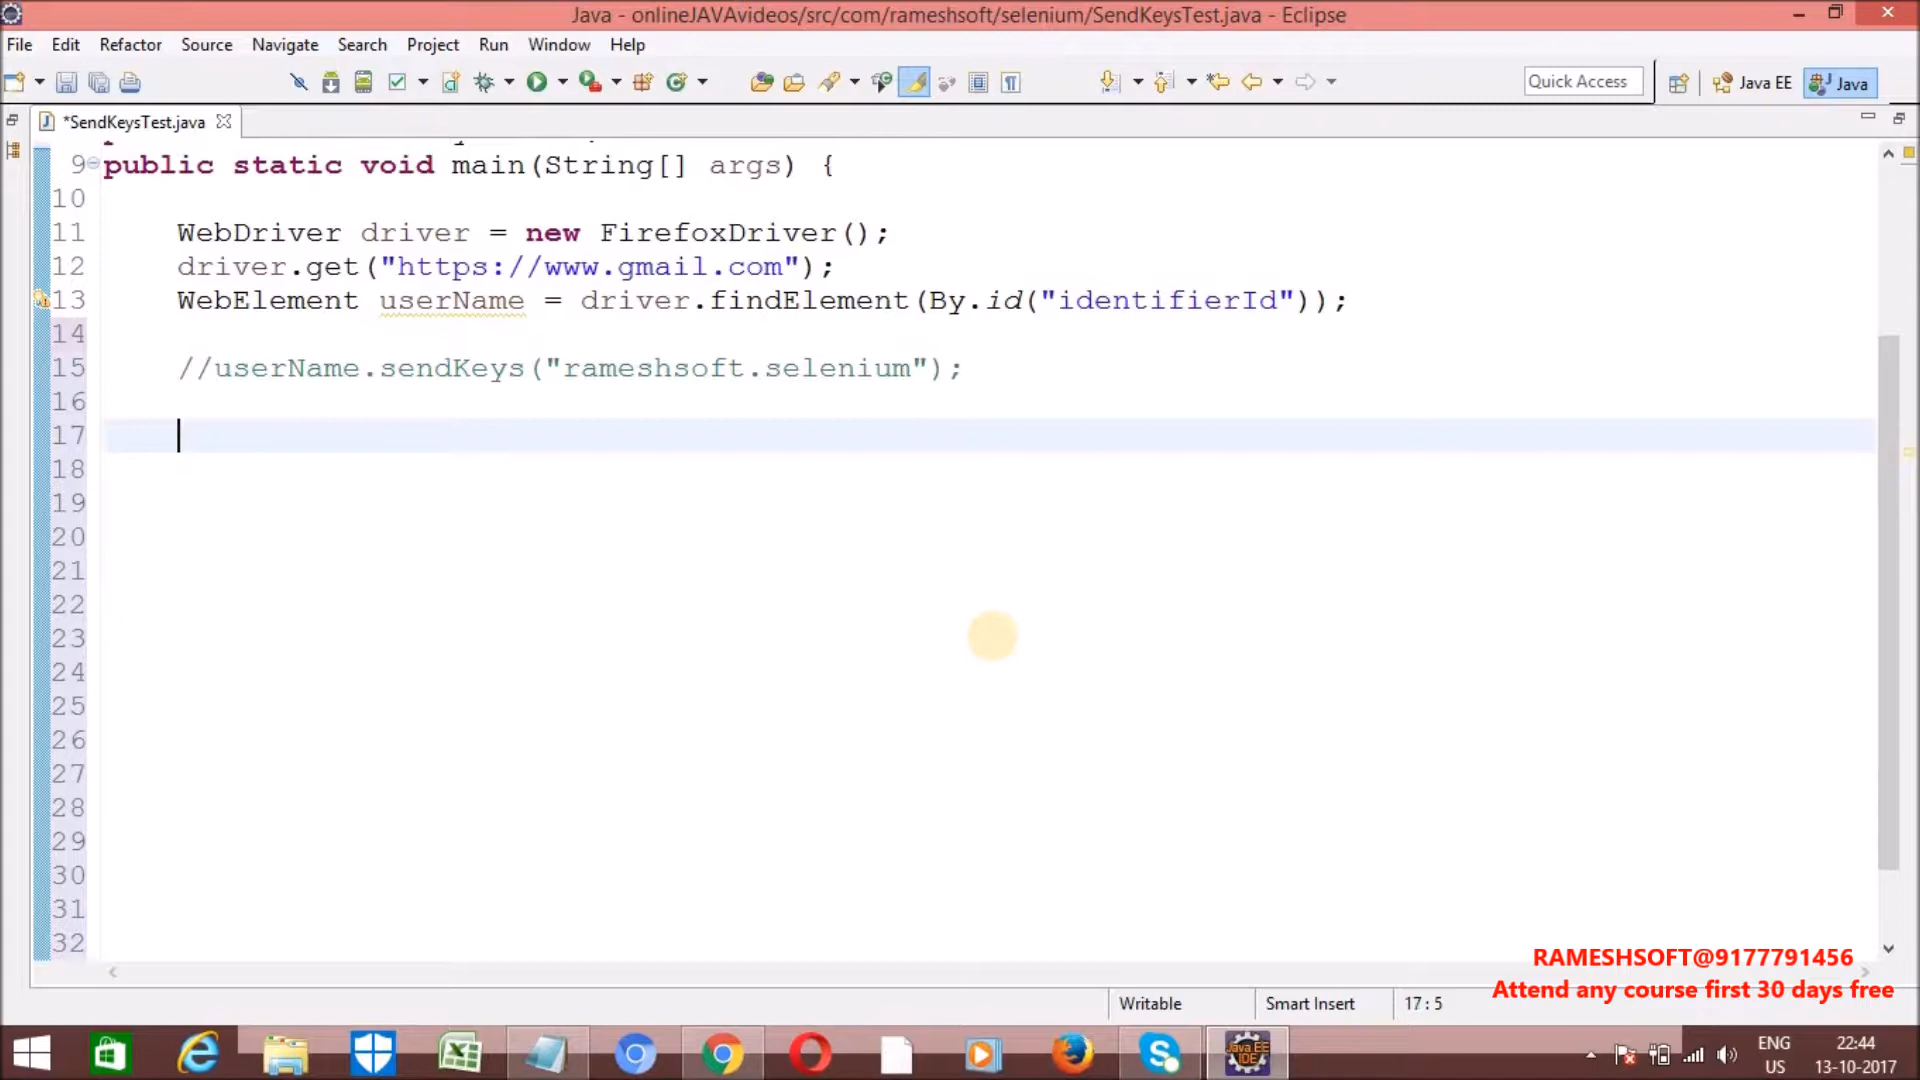 Java - onlineJAVAvideos/src/com/rameshsoft/selenium/SendKeysTest.java - Eclipse
File Edit Refactor Source Navigate Search Project Run Window Help
Quick Access Java EE Java
*SendKeysTest.java
9 public static void main(String[] args) {
10
11 WebDriver driver = new FirefoxDriver();
12 driver.get("https://www.gmail.com");
13 WebElement userName = driver.findElement(By.id("identifierId"));
14
15 //userName.sendKeys("rameshsoft.selenium");
16
17
18
19
20
21
22
23
24
25
26
27
28
29
30
31
32
RAMESHSOFT@9177791456
Attend any course first 30 days free
Writable Smart Insert 17 : 5
Java EE
IDE
ENG
US
22:44
13-10-2017